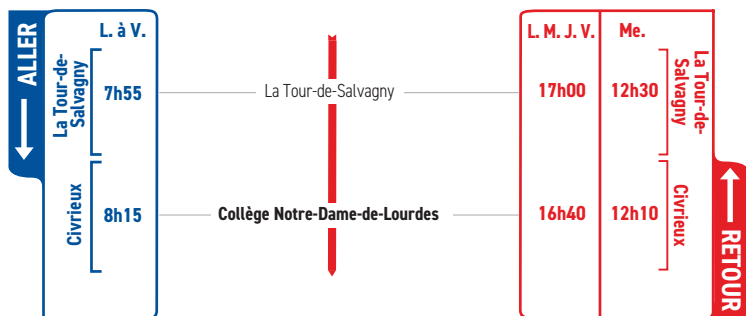 ALLER
L. à V.
L. M. J. V.
Me.
La Tour-de-
Salvagny
7h55
La Tour-de-Salvagny
17h00
12h30
La Tour-de-
Salvagny
Civrieux
8h15
Collège Notre-Dame-de-Lourdes
16h40
12h10
Civrieux
RETOUR